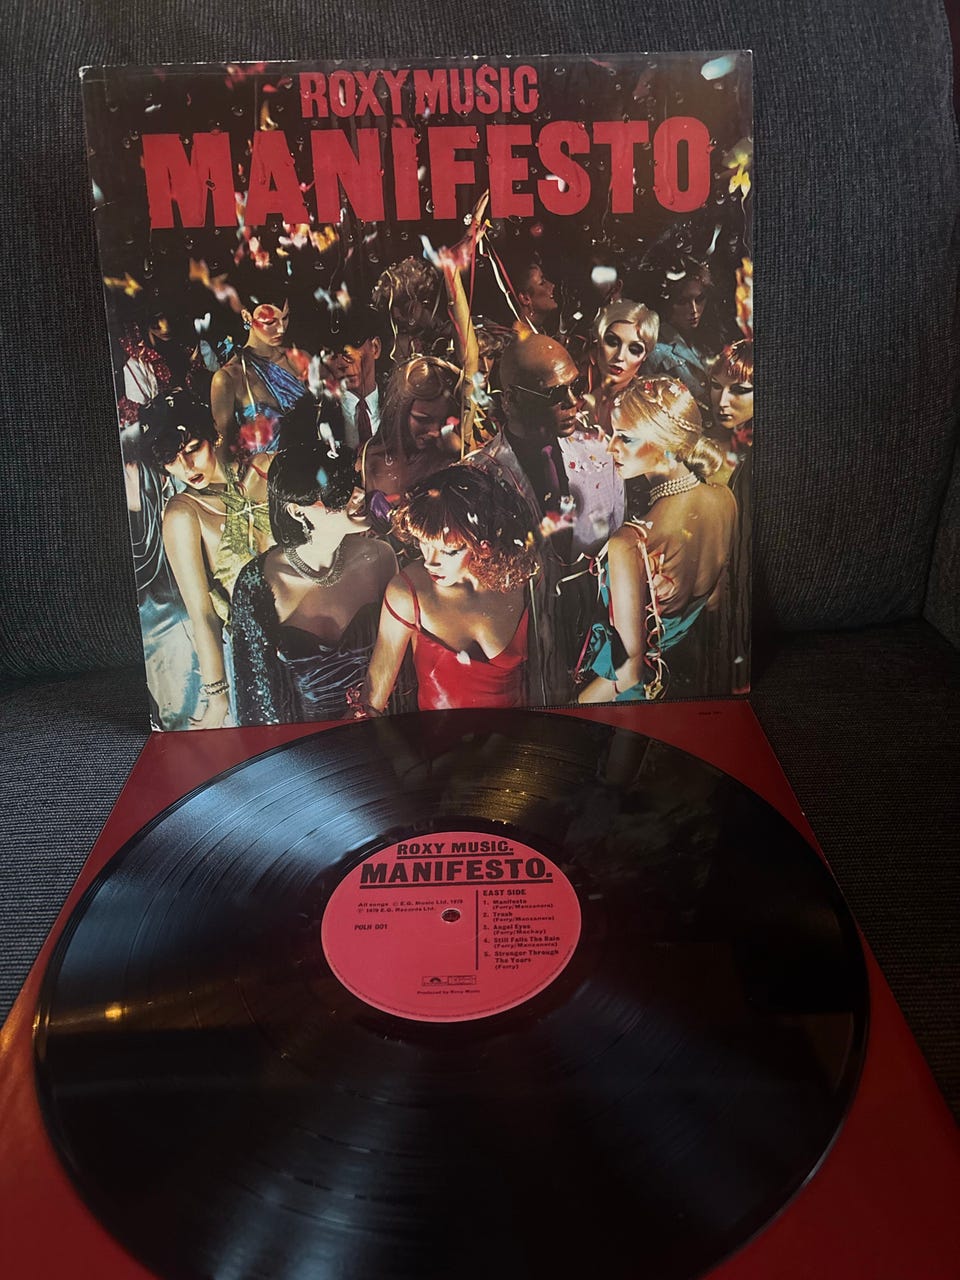 ROXY MUSIC
MANIFESTO
ROXY MUSIC.
MANIFESTO.
All songs © E.G. Music Ltd. 1979
℗ 1979 E.G. Records Ltd.
POLH 001
EAST SIDE
1. Manifesto
(Ferry/Manzanera)
2. Trash
(Ferry/Manzanera)
3. Angel Eyes
(Ferry/Mackay)
4. Still Falls The Rain
(Ferry/Manzanera)
5. Stronger Through
The Years
(Ferry)
Produced by Roxy Music